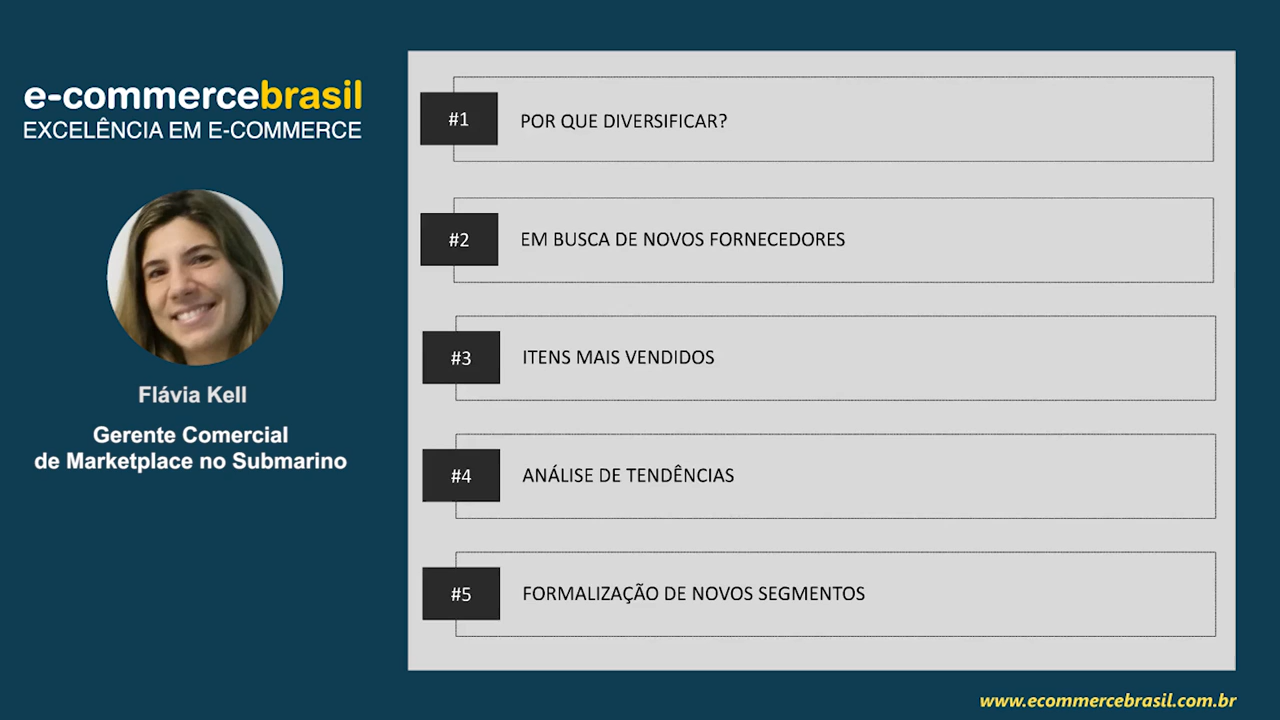 e-commercebrasil
EXCELÊNCIA EM E-COMMERCE
Flávia Kell
Gerente Comercial
de Marketplace no Submarino
#1 POR QUE DIVERSIFICAR?
#2 EM BUSCA DE NOVOS FORNECEDORES
#3 ITENS MAIS VENDIDOS
#4 ANÁLISE DE TENDÊNCIAS
#5 FORMALIZAÇÃO DE NOVOS SEGMENTOS
www.ecommercebrasil.com.br